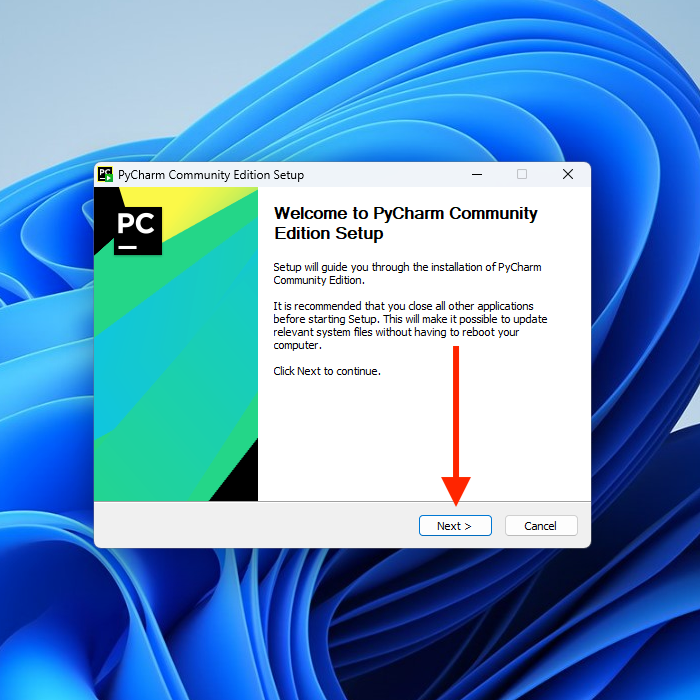 PC PyCharm Community Edition Setup
PC
Welcome to PyCharm Community
Edition Setup
Setup will guide you through the installation of PyCharm
Community Edition.
It is recommended that you close all other applications
before starting Setup. This will make it possible to update
relevant system files without having to reboot your
computer.
Click Next to continue.
Next >
Cancel